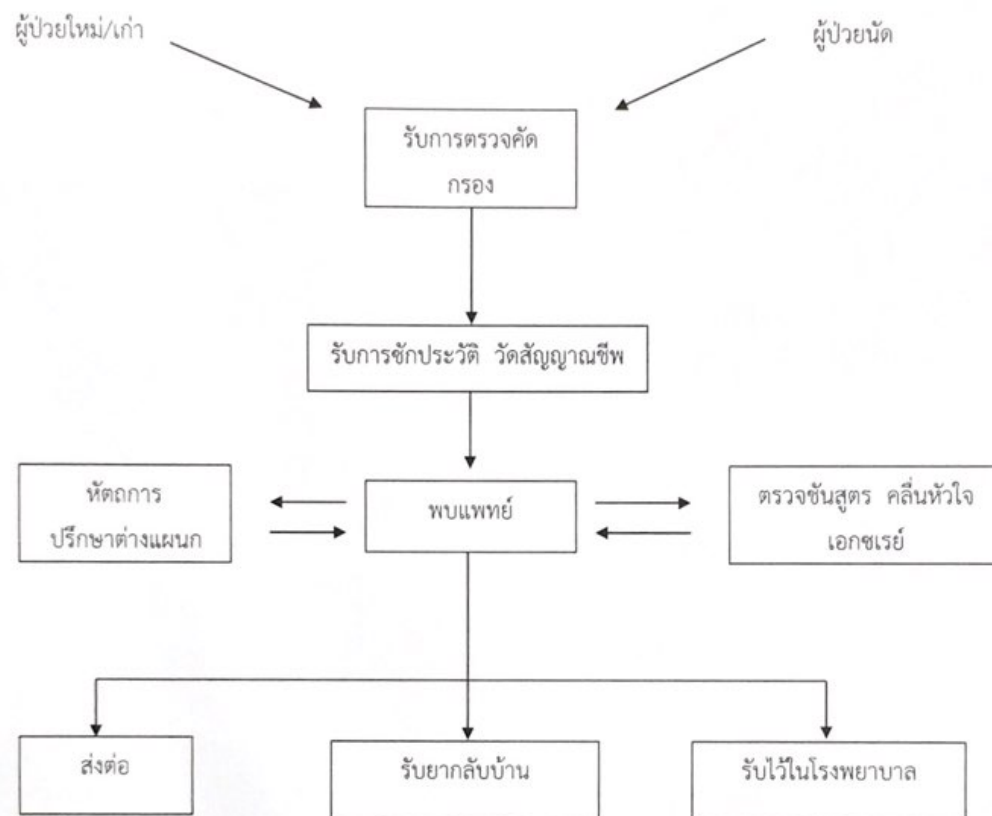 ผู้ป่วยใหม่/เก่า
ผู้ป่วยนัด
รับการตรวจคัด
กรอง
รับการซักประวัติ วัดสัญญาณชีพ
หัตถการ
ปรึกษาต่างแผนก
พบแพทย์
ตรวจชันสูตร คลื่นหัวใจ
เอกซเรย์
ส่งต่อ
รับยากลับบ้าน
รับไว้ในโรงพยาบาล